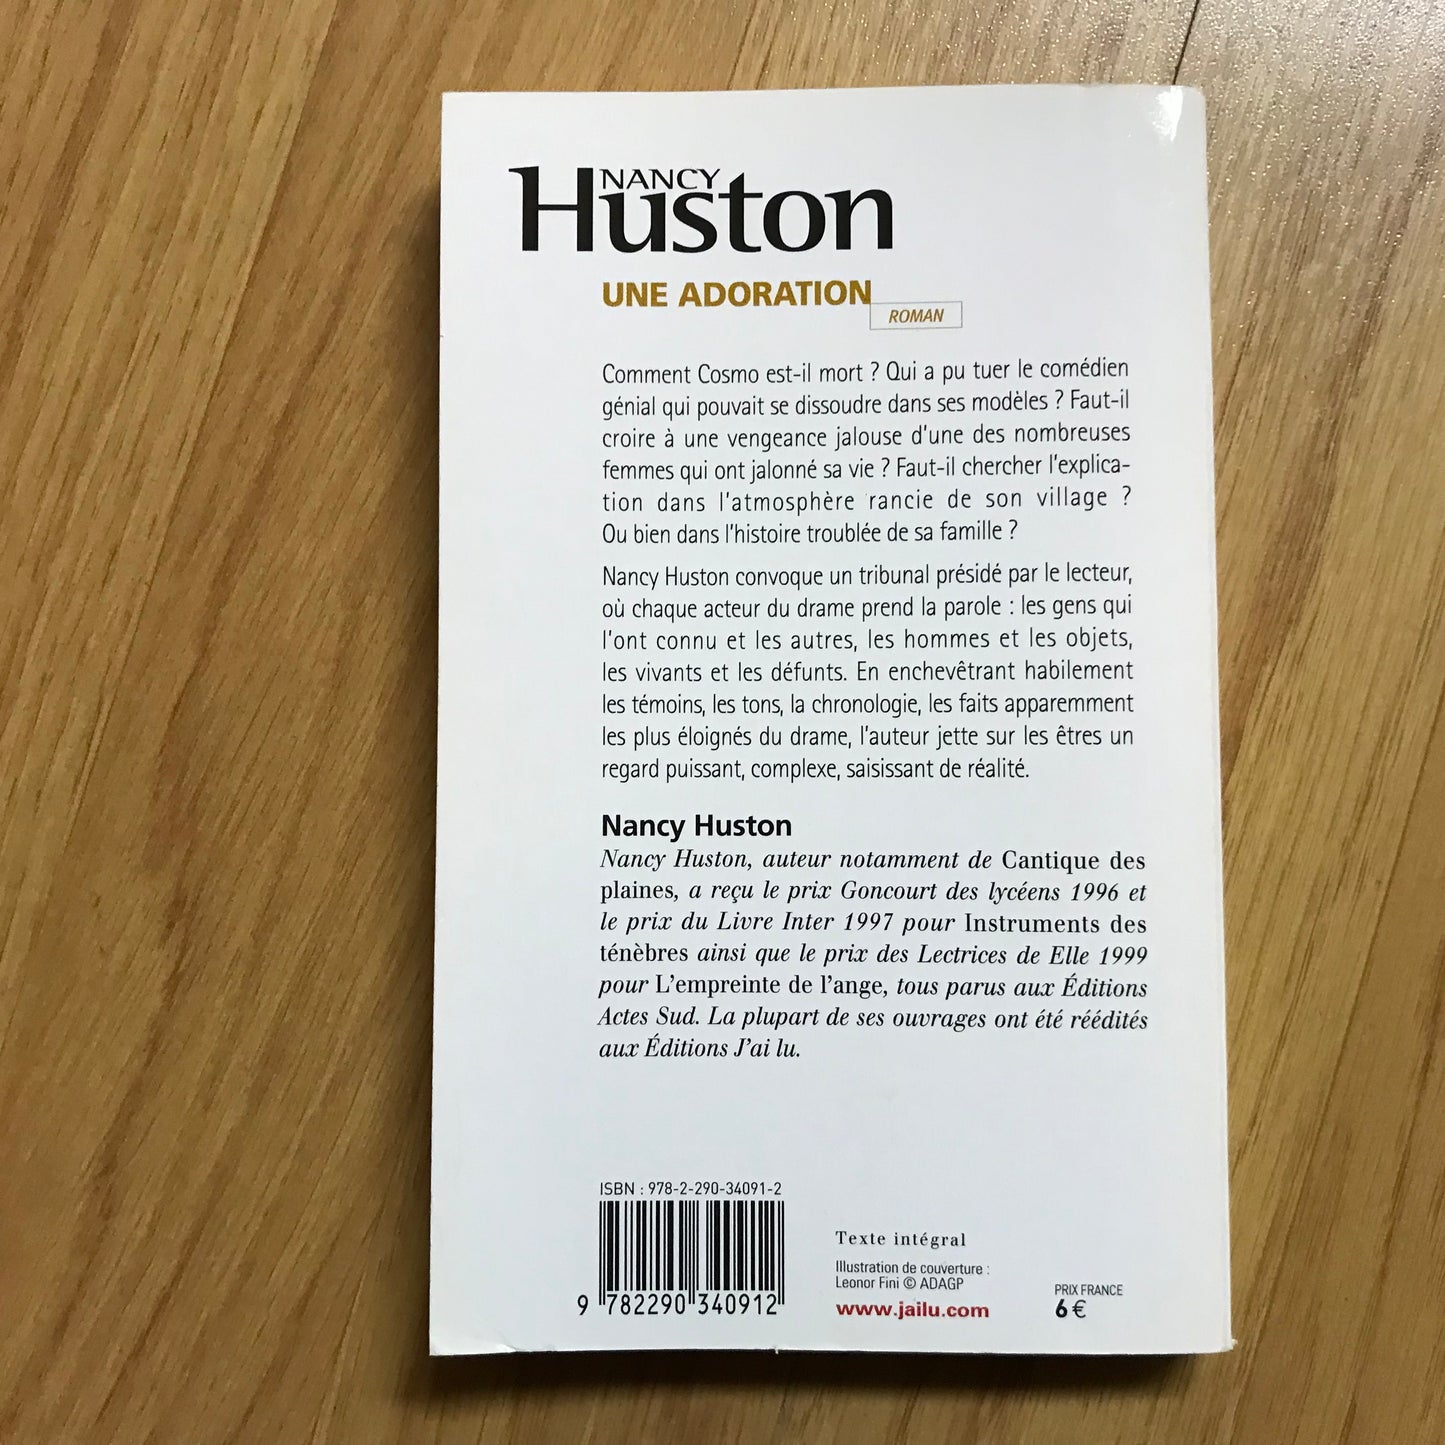 NANCY
Huston
UNE ADORATION
ROMAN
Comment Cosmo est-il mort ? Qui a pu tuer le comédien
génial qui pouvait se dissoudre dans ses modèles ? Faut-il
croire à une vengeance jalouse d'une des nombreuses
femmes qui ont jalonné sa vie ? Faut-il chercher l'explica-
tion dans l'atmosphère rancie de son village ?
Ou bien dans l'histoire troublée de sa famille ?
Nancy Huston convoque un tribunal présidé par le lecteur,
où chaque acteur du drame prend la parole : les gens qui
l'ont connu et les autres, les hommes et les objets,
les vivants et les défunts. En enchevêtrant habilement
les témoins, les tons, la chronologie, les faits apparemment
les plus éloignés du drame, l'auteur jette sur les êtres un
regard puissant, complexe, saisissant de réalité.
Nancy Huston
Nancy Huston, auteur notamment de Cantique des
plaines, a reçu le prix Goncourt des lycéens 1996 et
le prix du Livre Inter 1997 pour Instruments des
ténèbres ainsi que le prix des Lectrices de Elle 1999
pour L'empreinte de l'ange, tous parus aux Éditions
Actes Sud. La plupart de ses ouvrages ont été réédités
aux Éditions J'ai lu.
ISBN : 978-2-290-34091-2
9 782290 340912
Texte intégral
Illustration de couverture :
Leonor Fini © ADAGP
www.jailu.com
PRIX FRANCE
6 €